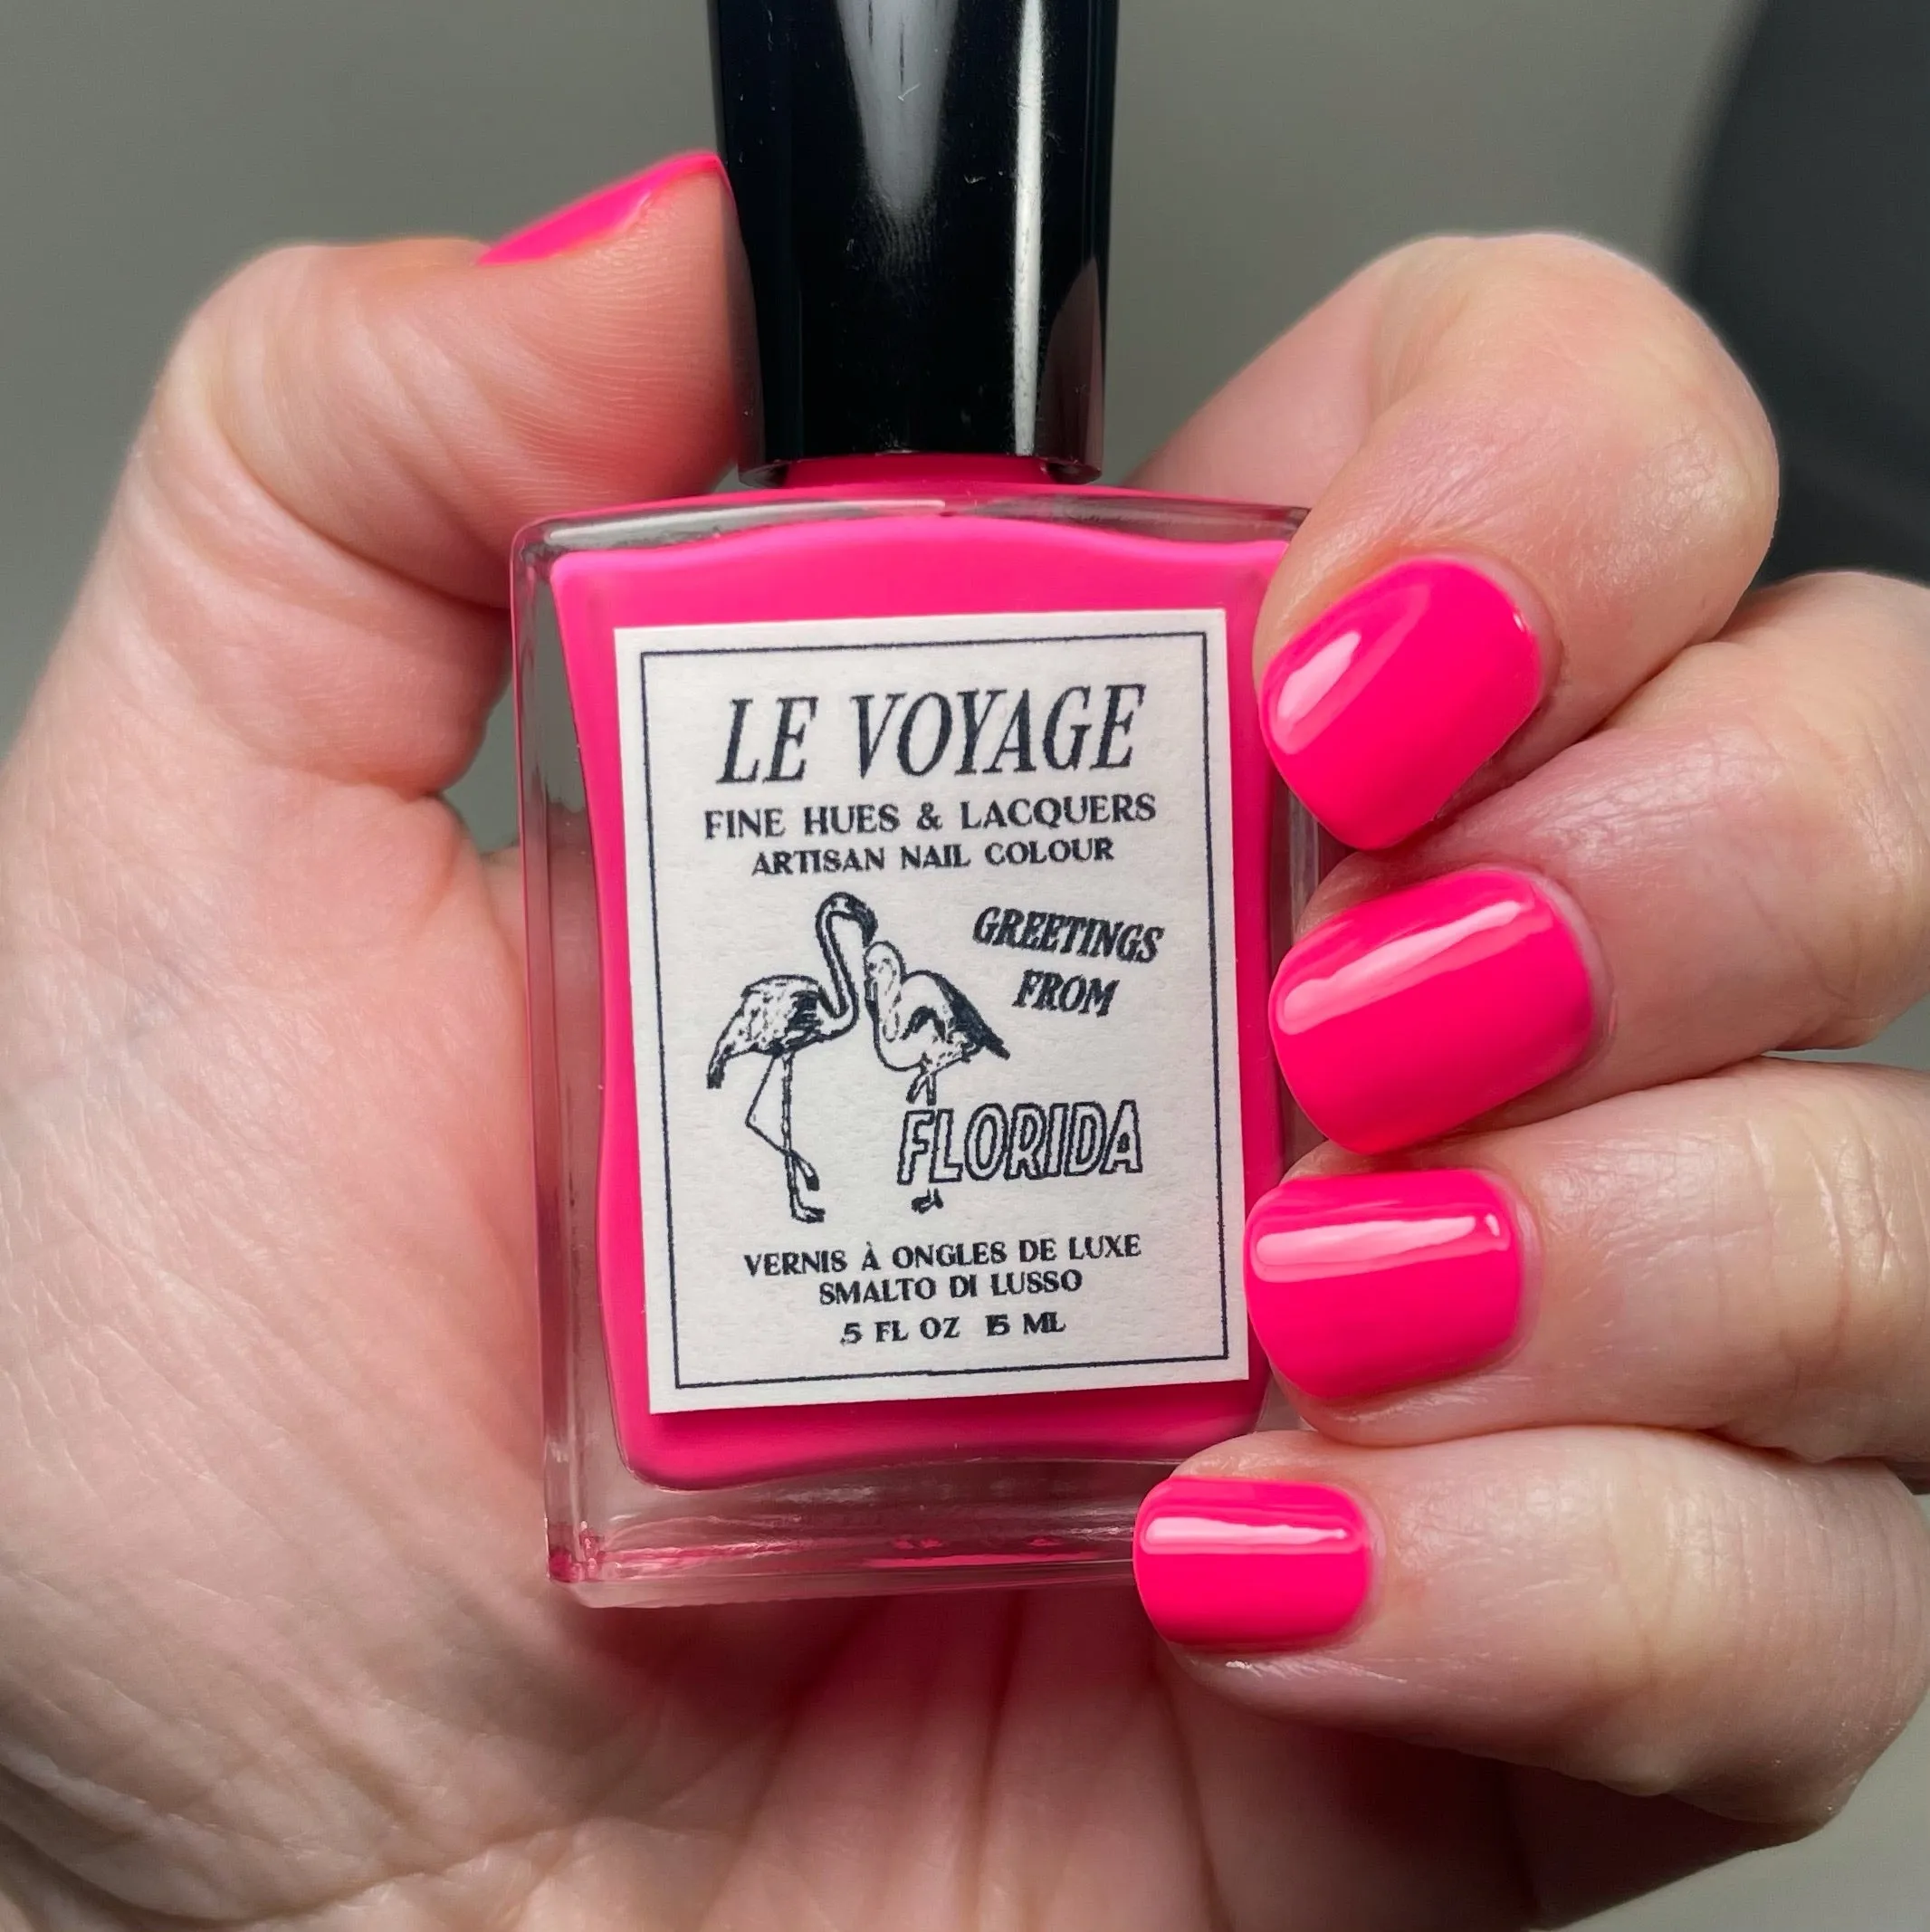 LE VOYAGE
FINE HUES & LACQUERS
ARTISAN NAIL COLOUR
GREETINGS
FROM
FLORIDA
VERNIS À ONGLES DE LUXE
SMALTO DI LUSSO
.5 FL OZ 15 ML